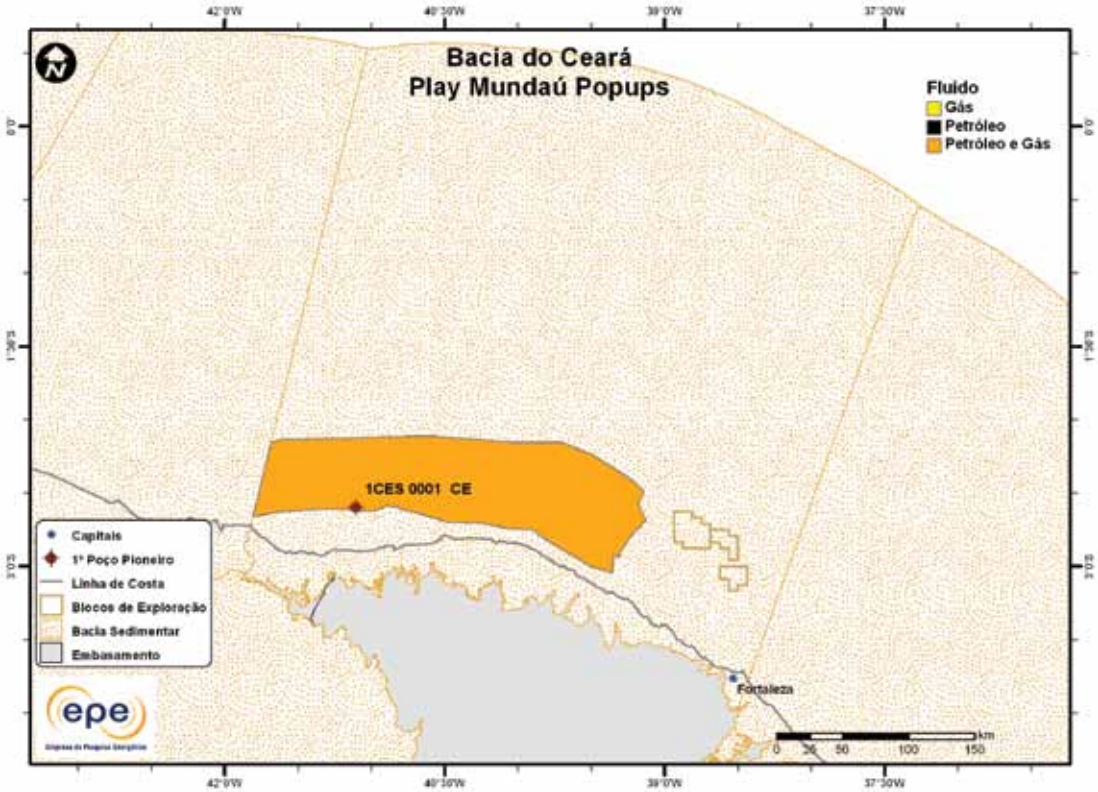 42°0'W 40°30'W 39°0'W 37°30'W
N
Bacia do Ceará
Play Mundaú Popups
Fluido
Gás
Petróleo
Petróleo e Gás
0°0' 0°0'
1°30'S 1°30'S
1CES 0001 CE
3°0'S 3°0'S
Capitais
1º Poço Pioneiro
Linha de Costa
Blocos de Exploração
Bacia Sedimentar
Embasamento
Fortaleza
epe
Empresa de Pesquisa Energética
km
0 25 50 100 150
42°0'W 40°30'W 39°0'W 37°30'W